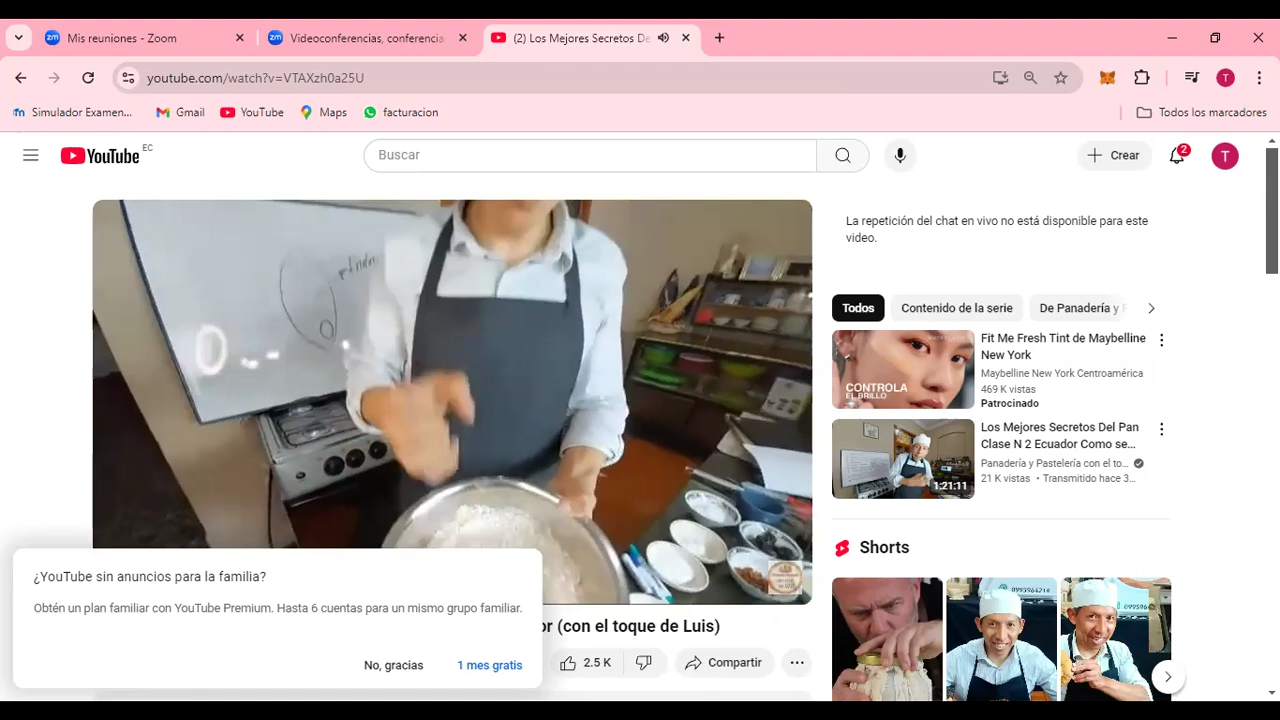 Mis reuniones - Zoom
Videoconferencias, conferencia
(2) Los Mejores Secretos De
youtube.com/watch?v=VTAXzh0a25U
Simulador Examen...
Gmail
YouTube
Maps
facturacion
Todos los marcadores
YouTube EC
Buscar
Crear
2
T
La repetición del chat en vivo no está disponible para este
video.
Todos
Contenido de la serie
De Panadería y
CONTROLA
EL BRILLO
Fit Me Fresh Tint de Maybelline
New York
Maybelline New York Centroamérica
469 K vistas
Patrocinado
1:21:11
Los Mejores Secretos Del Pan
Clase N 2 Ecuador Como se...
Panadería y Pastelería con el to...
21 K vistas • Transmitido hace 3...
Shorts
0995964214
¿YouTube sin anuncios para la familia?
Obtén un plan familiar con YouTube Premium. Hasta 6 cuentas para un mismo grupo familiar.
No, gracias
1 mes gratis
or (con el toque de Luis)
2.5 K
Compartir